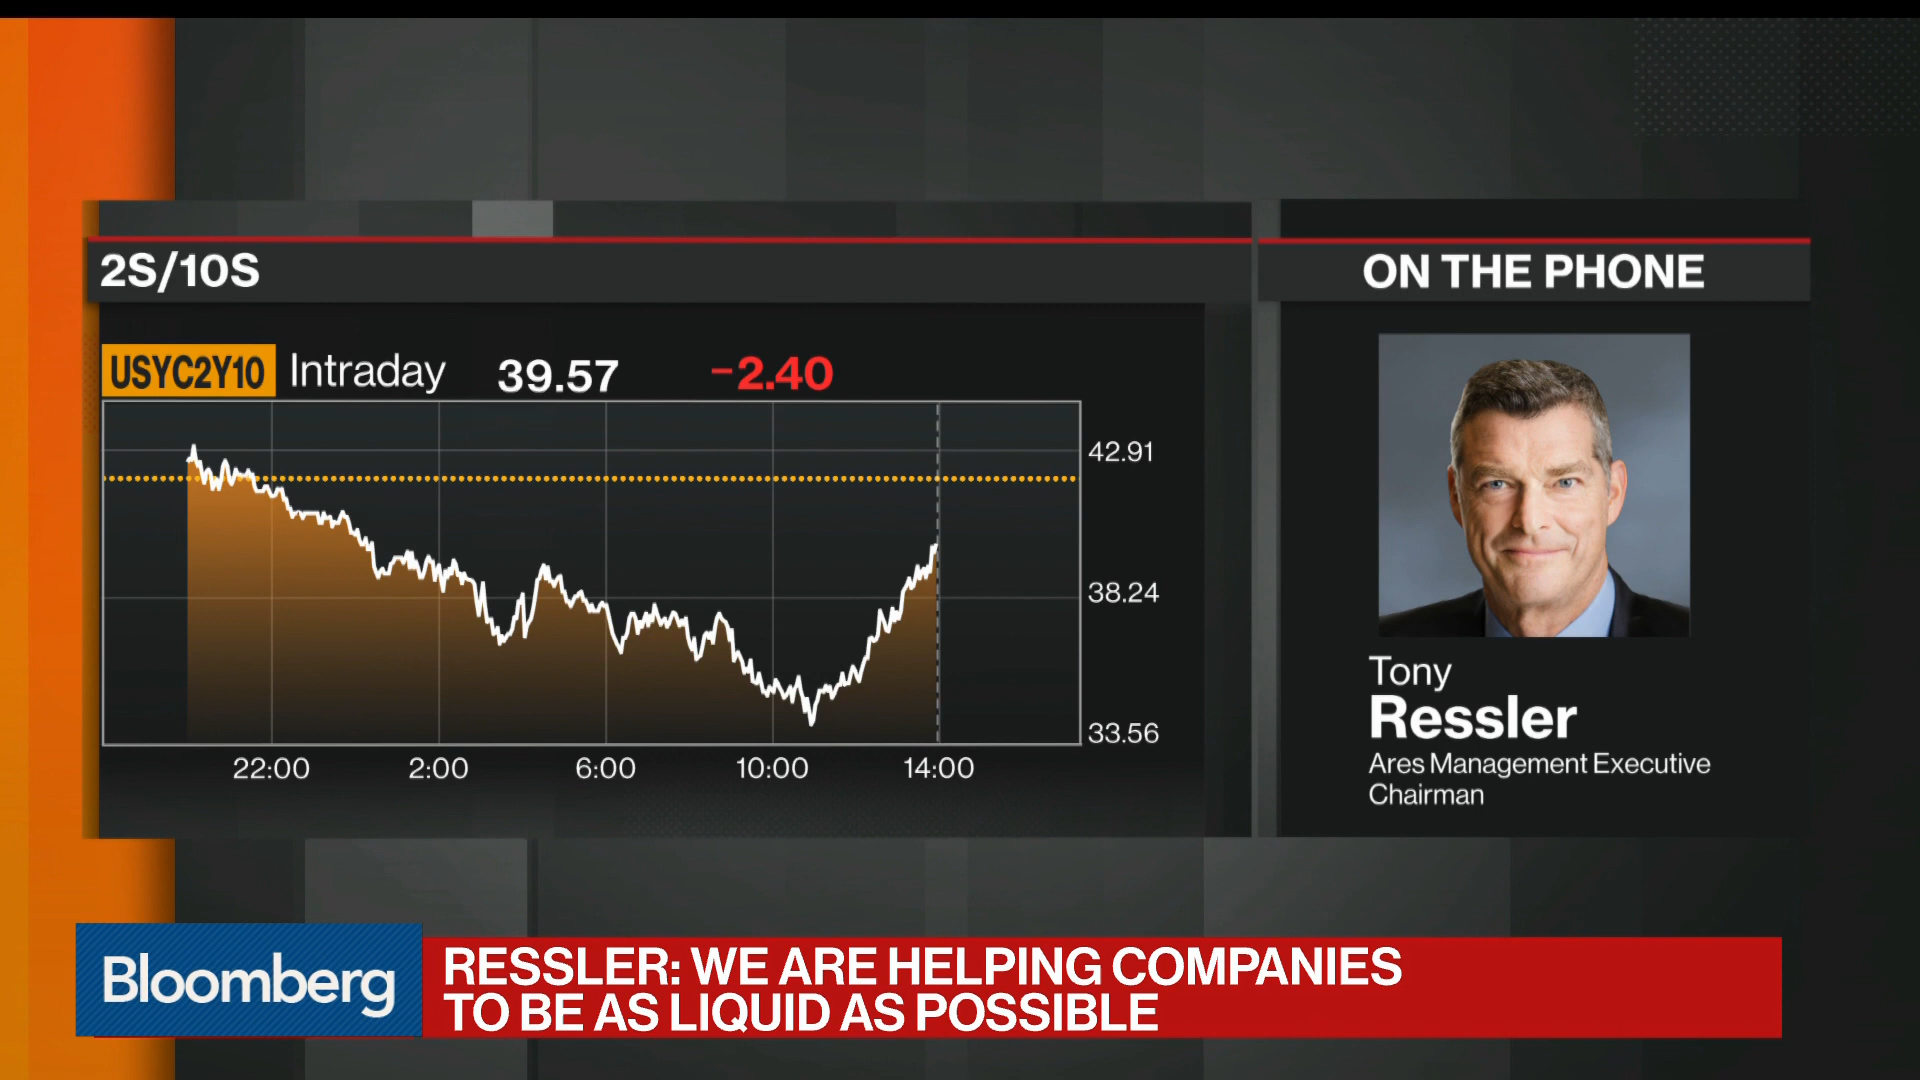 2S/10S
USYC2Y10 Intraday 39.57 -2.40
42.91
38.24
33.56
22:00 2:00 6:00 10:00 14:00
ON THE PHONE
Tony
Ressler
Ares Management Executive
Chairman
Bloomberg
RESSLER: WE ARE HELPING COMPANIES
TO BE AS LIQUID AS POSSIBLE